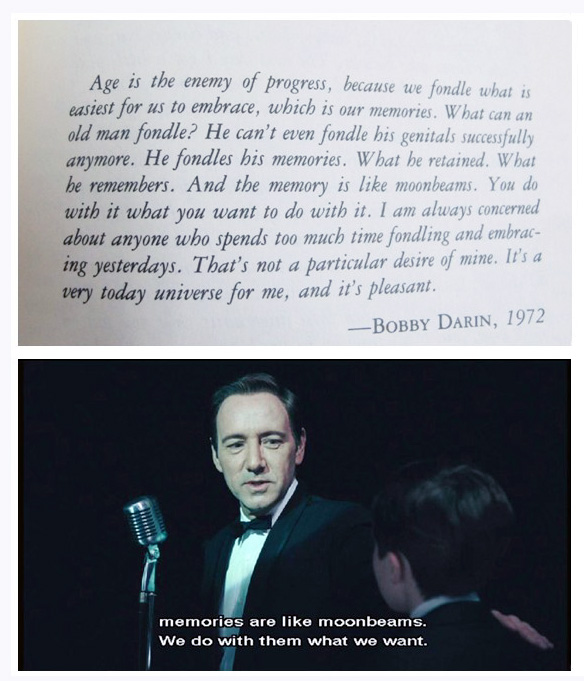 Age is the enemy of progress, because we fondle what is
easiest for us to embrace, which is our memories. What can an
old man fondle? He can't even fondle his genitals successfully
anymore. He fondles his memories. What he retained. What
he remembers. And the memory is like moonbeams. You do
with it what you want to do with it. I am always concerned
about anyone who spends too much time fondling and embrac-
ing yesterdays. That's not a particular desire of mine. It's a
very today universe for me, and it's pleasant.
—BOBBY DARIN, 1972
memories are like moonbeams.
We do with them what we want.